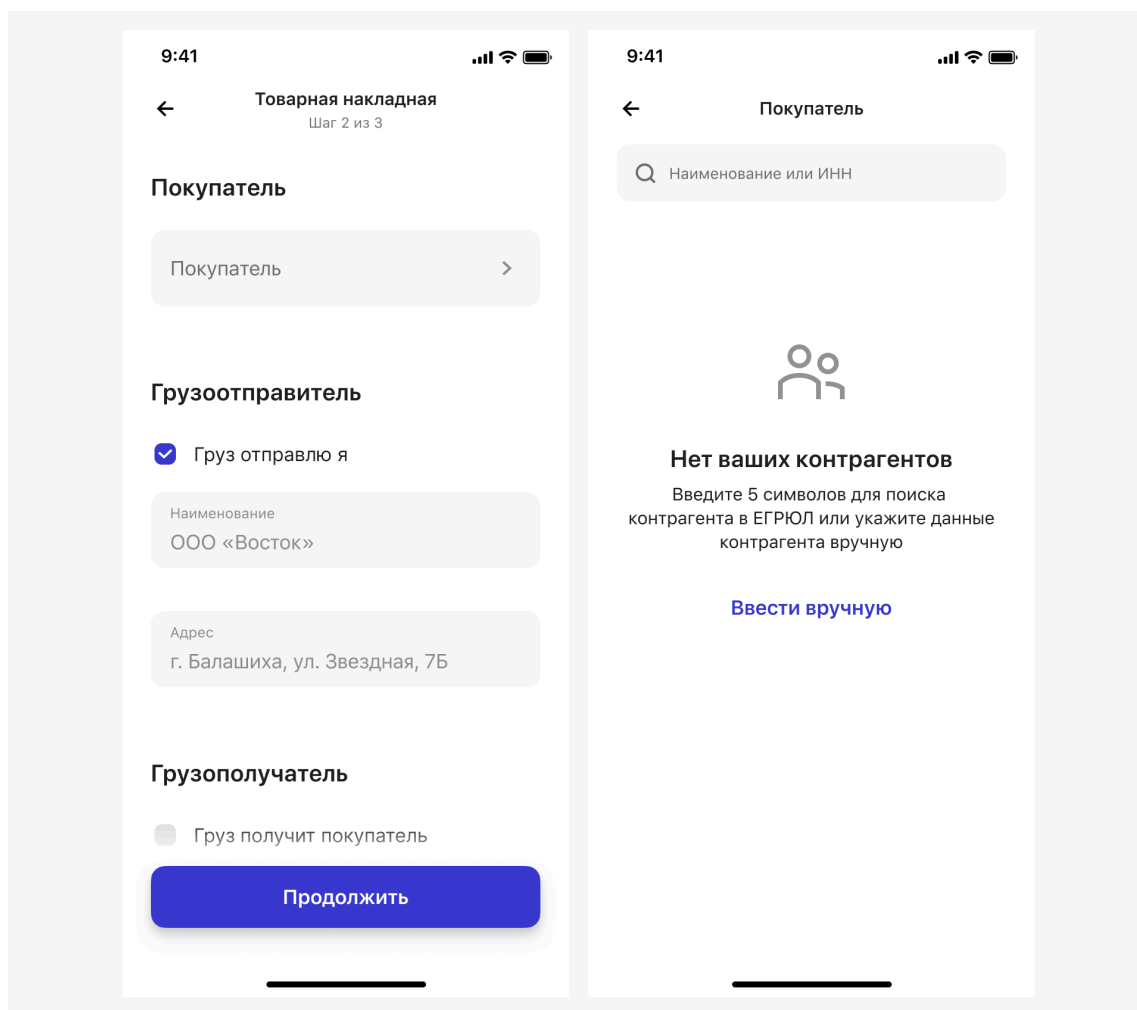 9:41
Товарная накладная
Шаг 2 из 3
Покупатель
Покупатель
Грузоотправитель
Груз отправлю я
Наименование
ООО «Восток»
Адрес
г. Балашиха, ул. Звездная, 7Б
Грузополучатель
Груз получит покупатель
Продолжить
9:41
Покупатель
Наименование или ИНН
Нет ваших контрагентов
Введите 5 символов для поиска
контрагента в ЕГРЮЛ или укажите данные
контрагента вручную
Ввести вручную